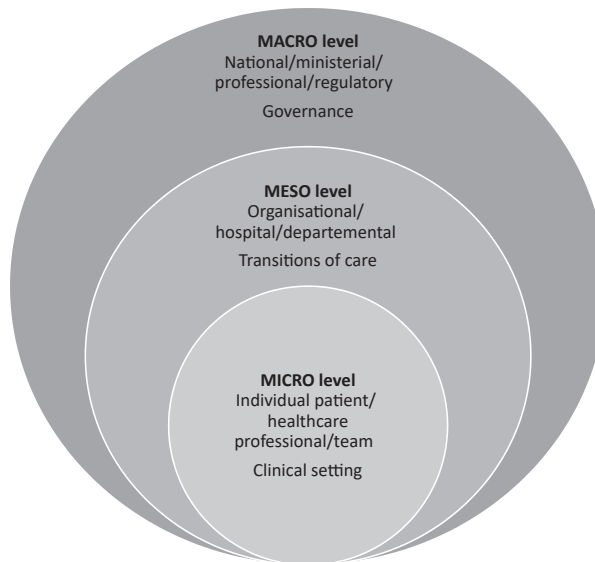 MACRO level
National/ministerial/
professional/regulatory
Governance
MESO level
Organisational/
hospital/departemental
Transitions of care
MICRO level
Individual patient/
healthcare
professional/team
Clinical setting